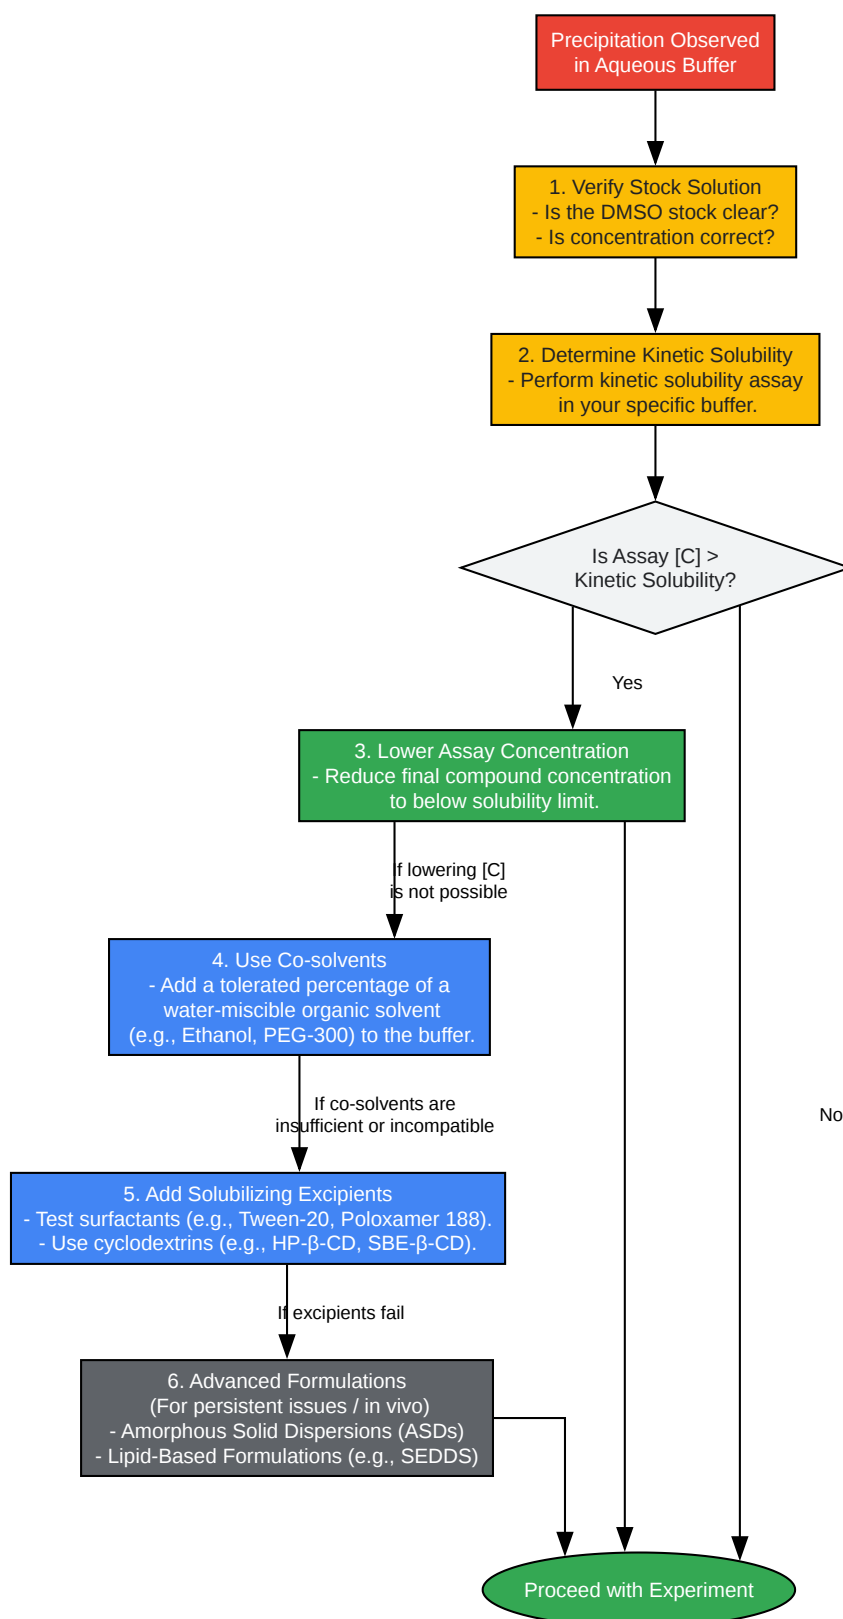 Precipitation Observed
in Aqueous Buffer
1. Verify Stock Solution
- Is the DMSO stock clear?
- Is concentration correct?
2. Determine Kinetic Solubility
- Perform kinetic solubility assay
in your specific buffer.
Is Assay [C] >
Kinetic Solubility?
Yes
3. Lower Assay Concentration
- Reduce final compound concentration
to below solubility limit.
If lowering [C]
is not possible
4. Use Co-solvents
- Add a tolerated percentage of a
water-miscible organic solvent
(e.g., Ethanol, PEG-300) to the buffer.
If co-solvents are
insufficient or incompatible
No
5. Add Solubilizing Excipients
- Test surfactants (e.g., Tween-20, Poloxamer 188).
- Use cyclodextrins (e.g., HP-β-CD, SBE-β-CD).
If excipients fail
6. Advanced Formulations
(For persistent issues / in vivo)
- Amorphous Solid Dispersions (ASDs)
- Lipid-Based Formulations (e.g., SEDDS)
Proceed with Experiment